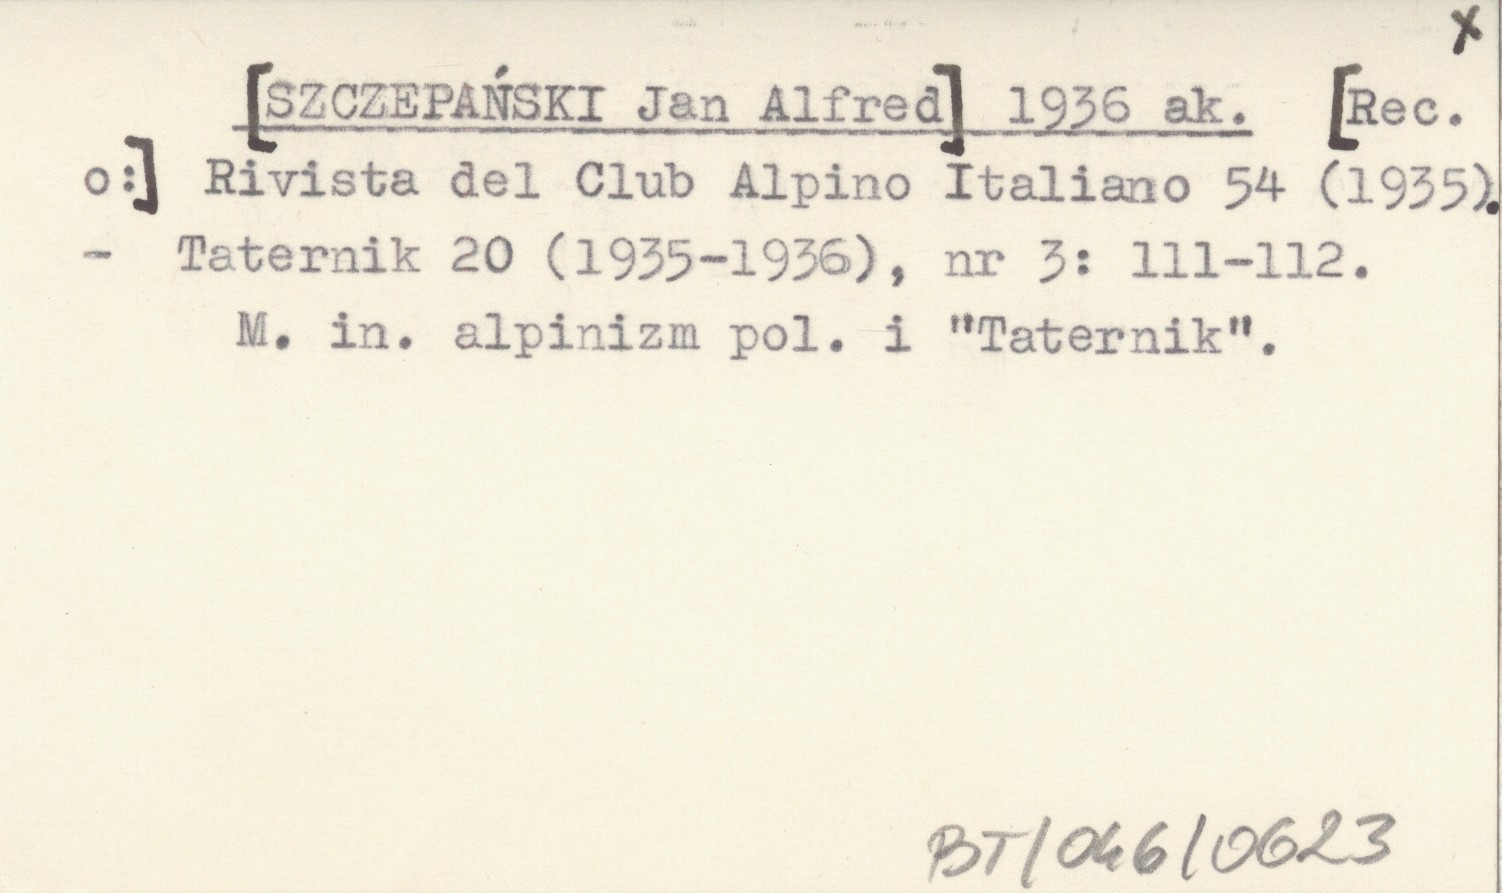 x
[SZCZEPAŃSKI Jan Alfred] 1936 ak. [Rec.
o:] Rivista del Club Alpino Italiano 54 (1935).
- Taternik 20 (1935-1936), nr 3: 111-112.
M. in. alpinizm pol. i "Taternik".
BT/046/0623